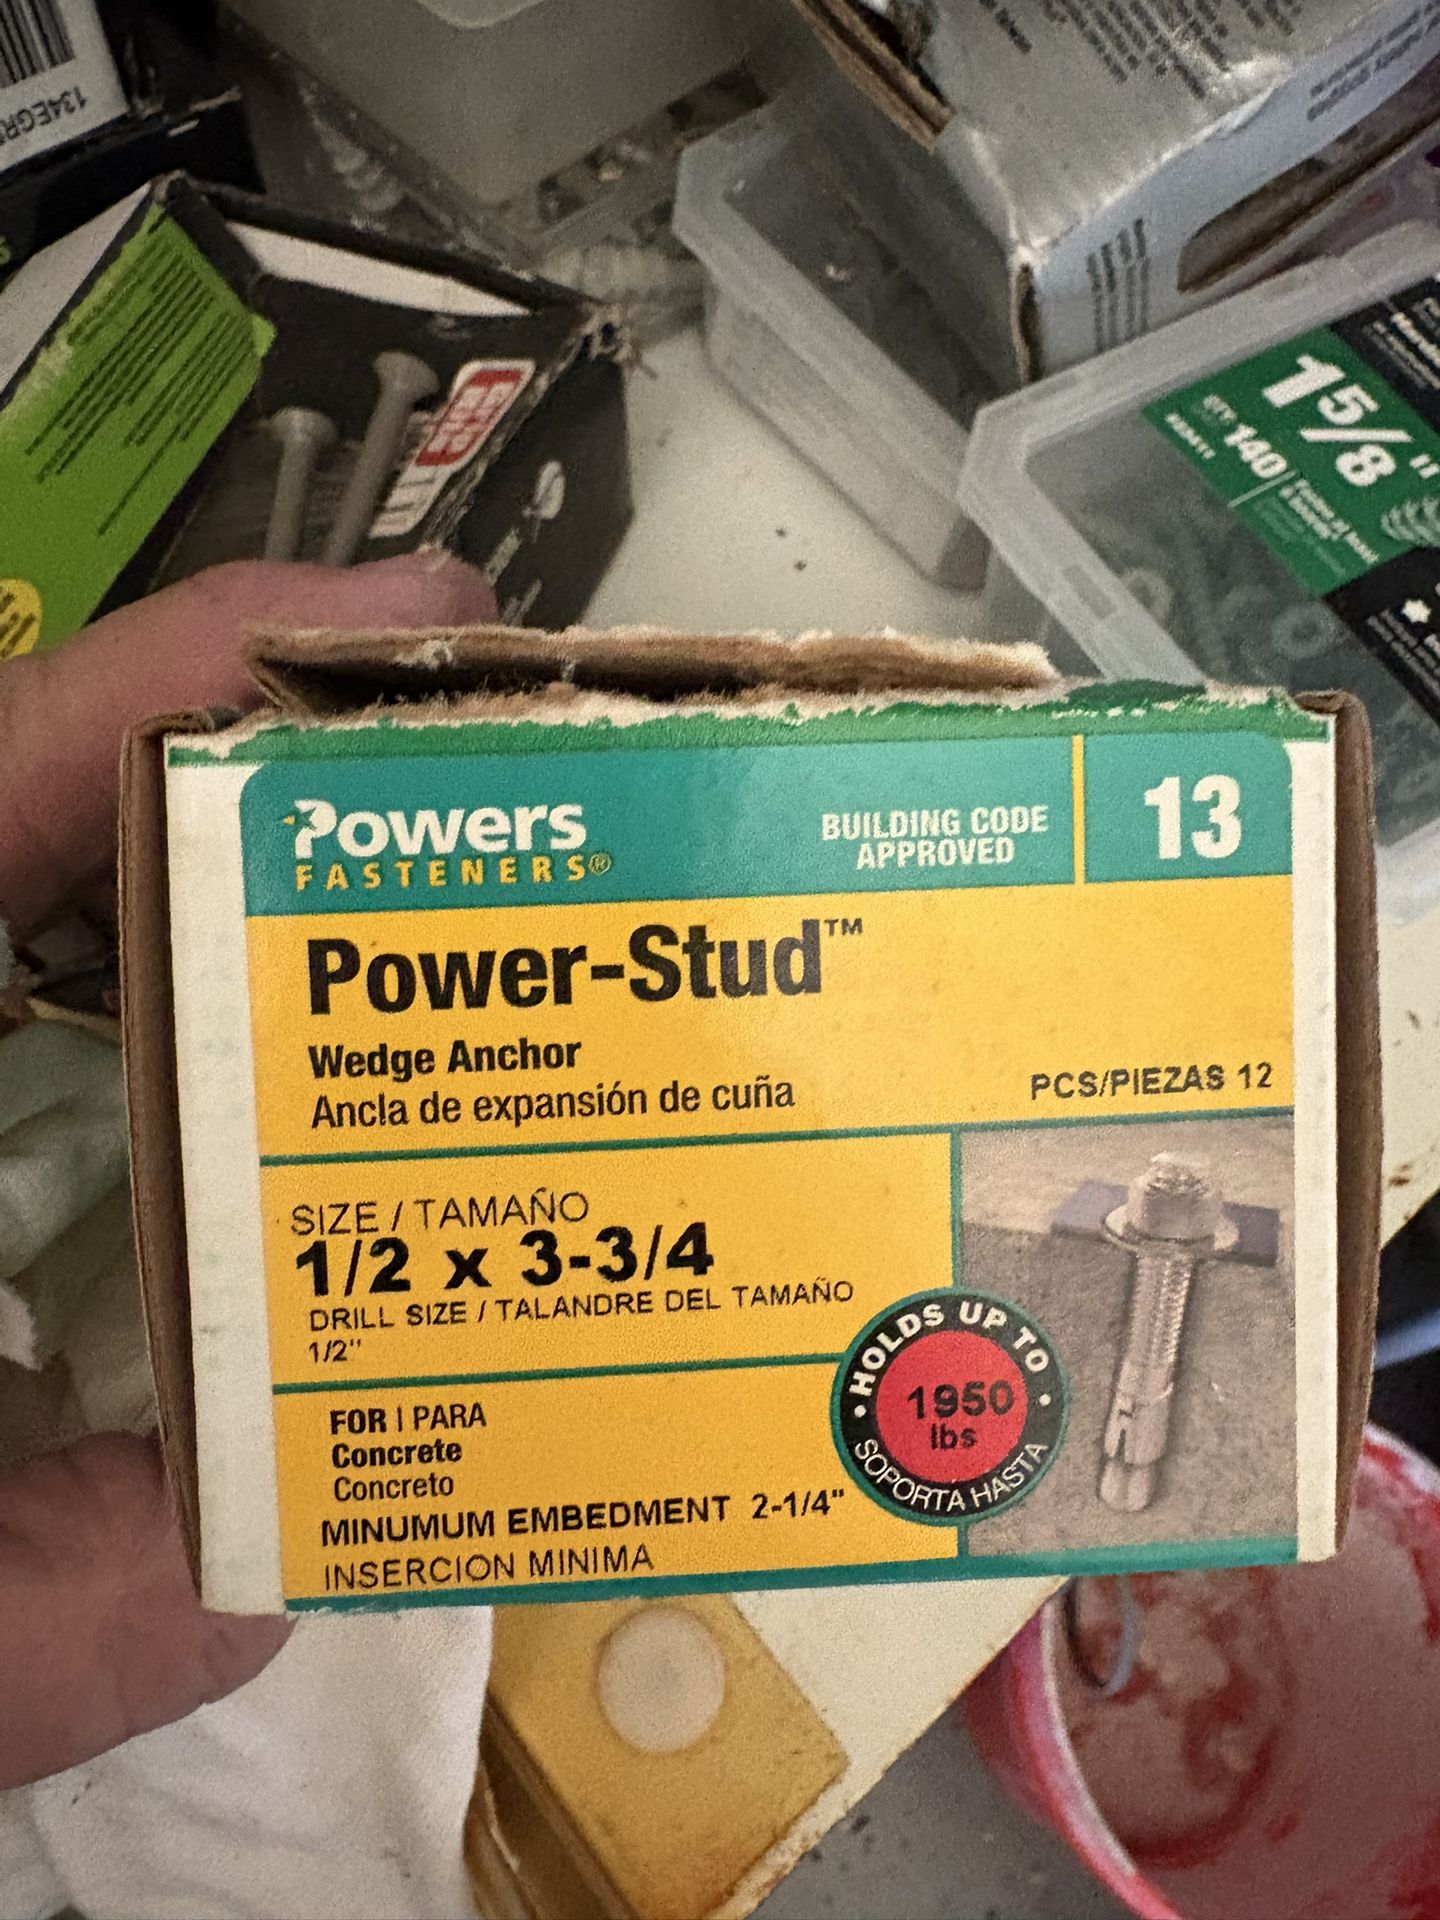 134EGR
1 5/8"
QTY 140
Powers
FASTENERS®
BUILDING CODE
APPROVED
13
Power-Stud™
Wedge Anchor
Ancla de expansión de cuña
PCS/PIEZAS 12
SIZE / TAMAÑO
1/2 x 3-3/4
DRILL SIZE / TALANDRE DEL TAMAÑO
1/2"
HOLDS UP TO
1950
lbs
SOPORTA HASTA
FOR | PARA
Concrete
Concreto
MINUMUM EMBEDMENT 2-1/4"
INSERCION MINIMA